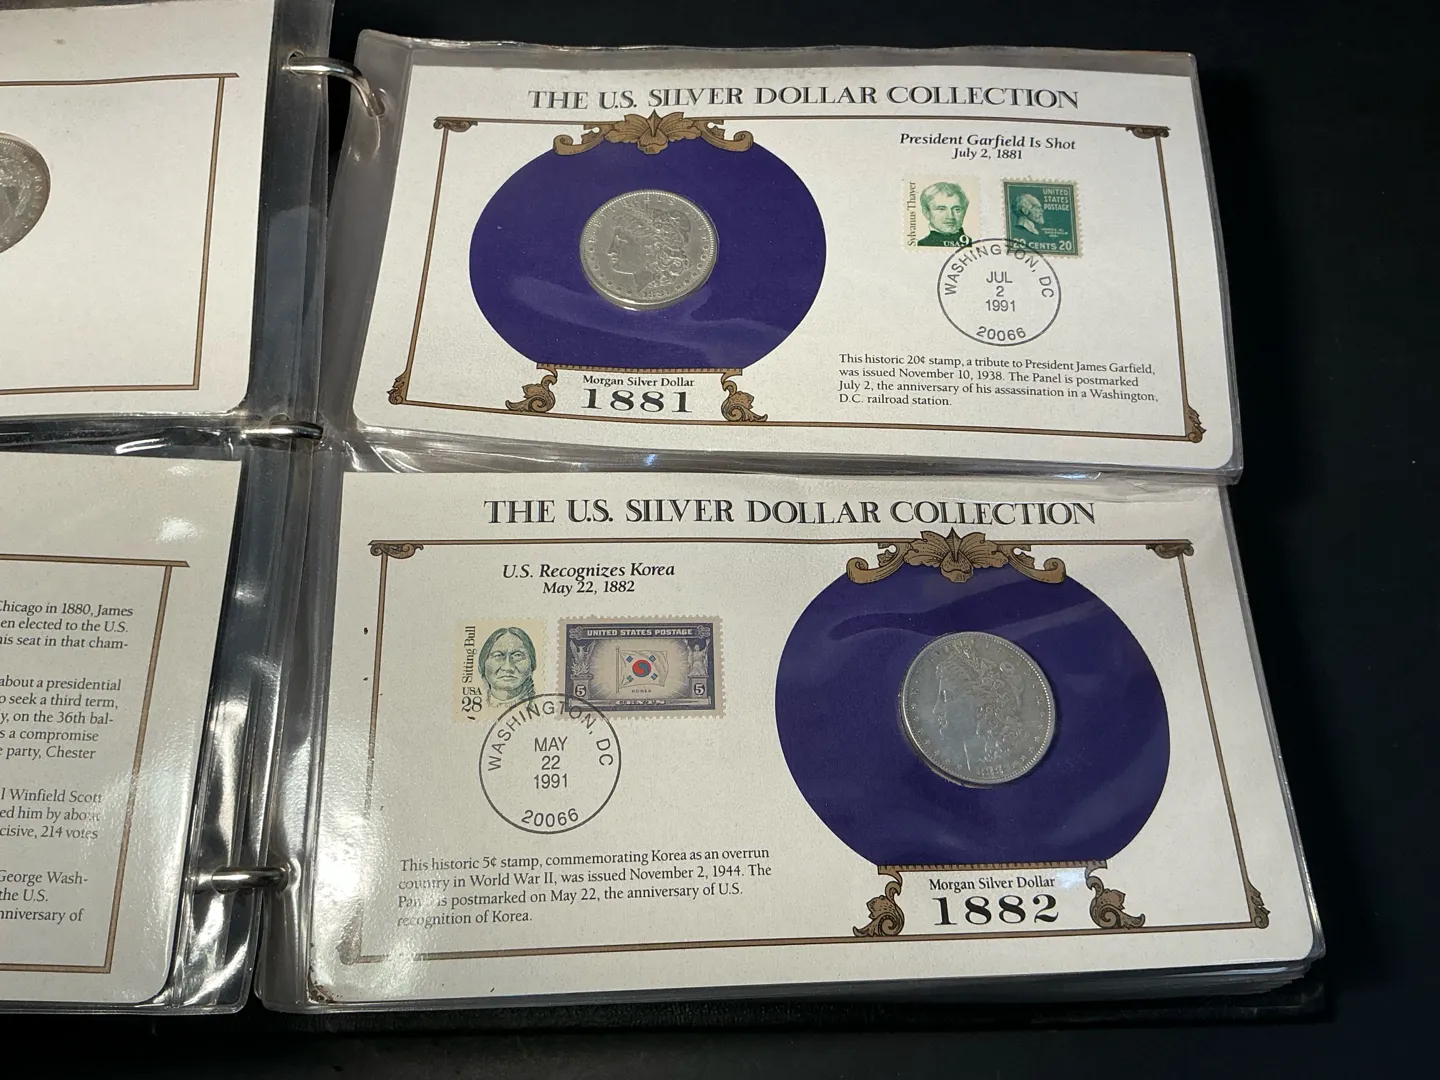 THE U.S. SILVER DOLLAR COLLECTION
President Garfield Is Shot
July 2, 1881
Sylvanus Thayer
USA 9
UNITED
STATES
POSTAGE
20 CENTS 20
WASHINGTON, DC
JUL
2
1991
20066
This historic 20¢ stamp, a tribute to President James Garfield,
was issued November 10, 1938. The Panel is postmarked
July 2, the anniversary of his assassination in a Washington,
D.C. railroad station.
Morgan Silver Dollar
1881
THE U.S. SILVER DOLLAR COLLECTION
U.S. Recognizes Korea
May 22, 1882
Sitting Bull
USA
28
UNITED STATES POSTAGE
KOREA
5 CENTS 5
WASHINGTON, DC
MAY
22
1991
20066
This historic 5¢ stamp, commemorating Korea as an overrun
country in World War II, was issued November 2, 1944. The
is postmarked on May 22, the anniversary of U.S.
recognition of Korea.
Morgan Silver Dollar
1882
Chicago in 1880, James
en elected to the U.S.
his seat in that cham-
about a presidential
o seek a third term,
y, on the 36th bal-
s a compromise
e party, Chester
l Winfield Scott
ed him by about
cisive, 214 votes
George Wash-
the U.S.
nniversary of